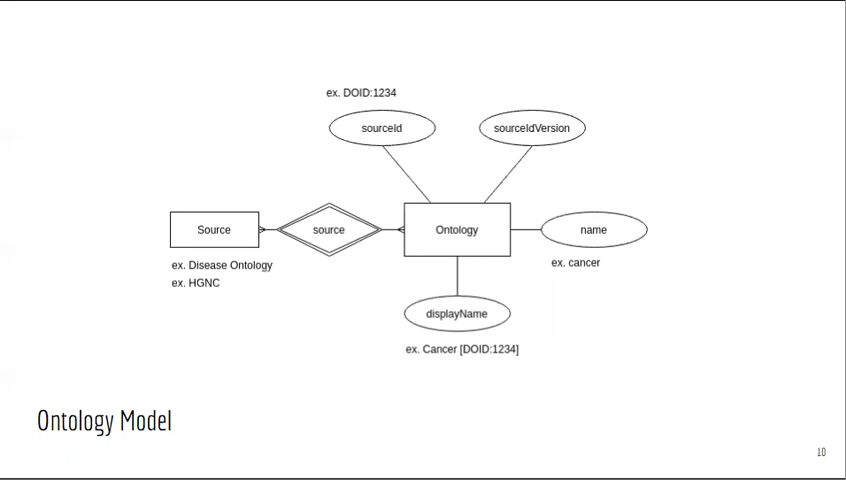 ex. DOID:1234
sourceId
sourceIdVersion
Source
source
Ontology
name
ex. Disease Ontology
ex. HGNC
ex. cancer
displayName
ex. Cancer [DOID:1234]
Ontology Model
10